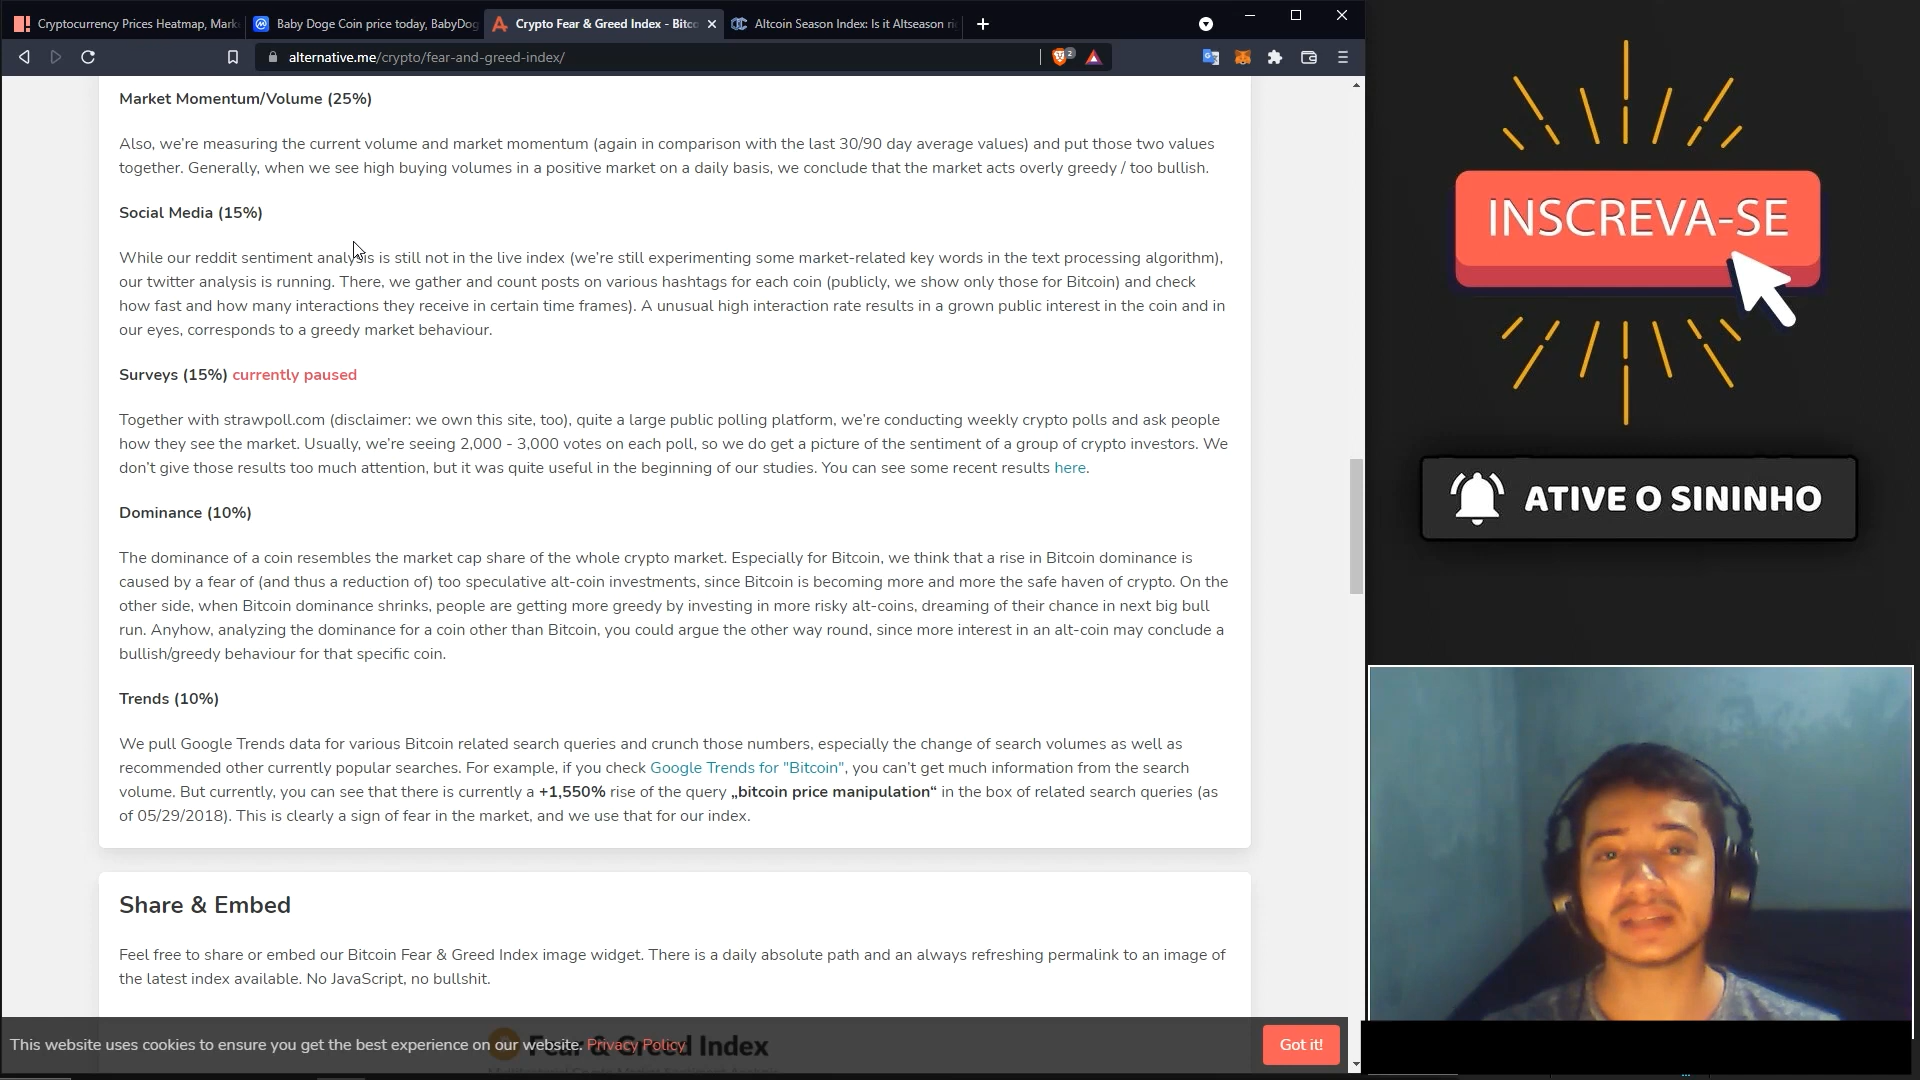 Cryptocurrency Prices Heatmap, Mark
Baby Doge Coin price today, BabyDog
Crypto Fear & Greed Index - Bitc
Altcoin Season Index: Is it Altseason
alternative.me/crypto/fear-and-greed-index/
2
Market Momentum/Volume (25%)
Also, we're measuring the current volume and market momentum (again in comparison with the last 30/90 day average values) and put those two values
together. Generally, when we see high buying volumes in a positive market on a daily basis, we conclude that the market acts overly greedy / too bullish.
Social Media (15%)
While our reddit sentiment analysis is still not in the live index (we're still experimenting some market-related key words in the text processing algorithm),
our twitter analysis is running. There, we gather and count posts on various hashtags for each coin (publicly, we show only those for Bitcoin) and check
how fast and how many interactions they receive in certain time frames). A unusual high interaction rate results in a grown public interest in the coin and in
our eyes, corresponds to a greedy market behaviour.
Surveys (15%) currently paused
Together with strawpoll.com (disclaimer: we own this site, too), quite a large public polling platform, we're conducting weekly crypto polls and ask people
how they see the market. Usually, we're seeing 2,000 - 3,000 votes on each poll, so we do get a picture of the sentiment of a group of crypto investors. We
don't give those results too much attention, but it was quite useful in the beginning of our studies. You can see some recent results here.
Dominance (10%)
The dominance of a coin resembles the market cap share of the whole crypto market. Especially for Bitcoin, we think that a rise in Bitcoin dominance is
caused by a fear of (and thus a reduction of) too speculative alt-coin investments, since Bitcoin is becoming more and more the safe haven of crypto. On the
other side, when Bitcoin dominance shrinks, people are getting more greedy by investing in more risky alt-coins, dreaming of their chance in next big bull
run. Anyhow, analyzing the dominance for a coin other than Bitcoin, you could argue the other way round, since more interest in an alt-coin may conclude a
bullish/greedy behaviour for that specific coin.
Trends (10%)
We pull Google Trends data for various Bitcoin related search queries and crunch those numbers, especially the change of search volumes as well as
recommended other currently popular searches. For example, if you check Google Trends for "Bitcoin", you can't get much information from the search
volume. But currently, you can see that there is currently a +1,550% rise of the query „bitcoin price manipulation“ in the box of related search queries (as
of 05/29/2018). This is clearly a sign of fear in the market, and we use that for our index.
Share & Embed
Feel free to share or embed our Bitcoin Fear & Greed Index image widget. There is a daily absolute path and an always refreshing permalink to an image of
the latest index available. No JavaScript, no bullshit.
Fear & Greed Index
This website uses cookies to ensure you get the best experience on our website. Privacy Policy
Got it!
INSCREVA-SE
ATIVE O SININHO